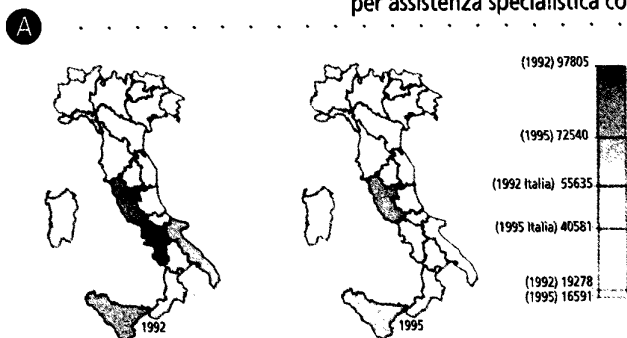 per assistenza specialistica co
A
(1992) 97805
(1995) 72540
(1992 Italia) 55635
(1995 Italia) 40581
(1992) 19278
(1995) 16591
1992
1995